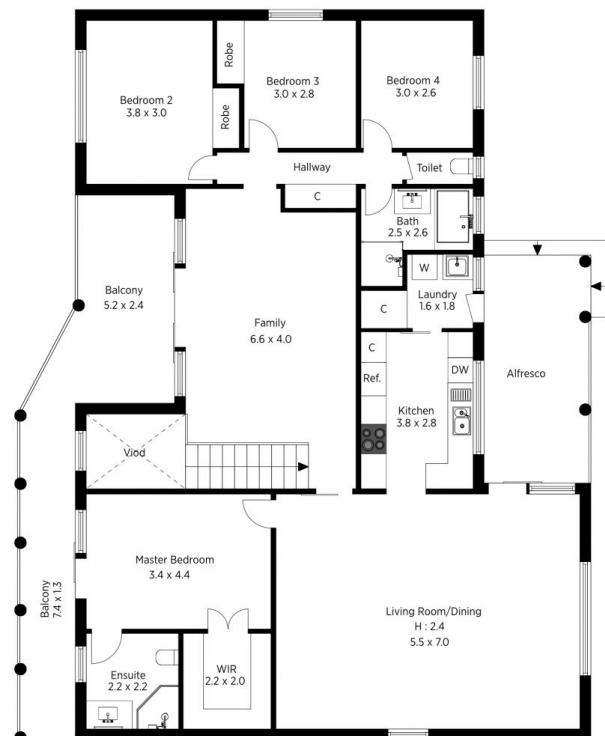 Bedroom 2
3.8 x 3.0
Robe
Robe
Bedroom 3
3.0 x 2.8
Bedroom 4
3.0 x 2.6
Hallway
Toilet
C
Bath
2.5 x 2.6
Balcony
5.2 x 2.4
Family
6.6 x 4.0
W
Laundry
1.6 x 1.8
C
C
Ref.
DW
Kitchen
3.8 x 2.8
Alfresco
Viod
Master Bedroom
3.4 x 4.4
Balcony
7.4 x 1.3
Living Room/Dining
H : 2.4
5.5 x 7.0
Ensuite
2.2 x 2.2
WIR
2.2 x 2.0